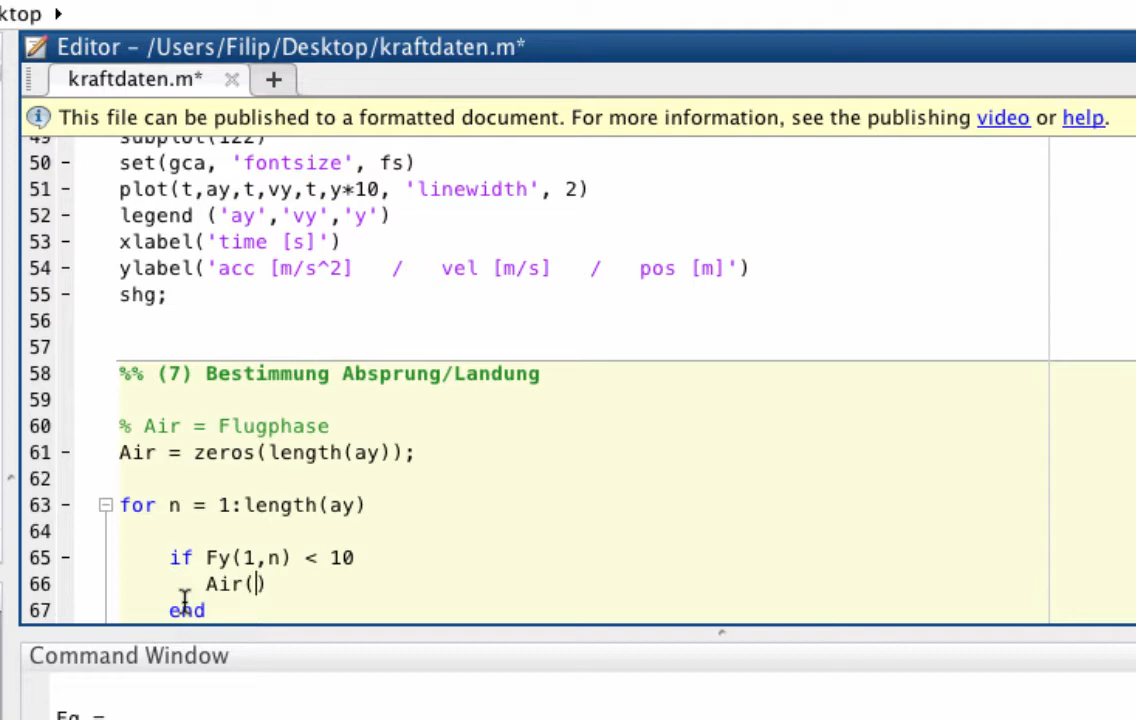 ktop
Editor – /Users/Filip/Desktop/kraftdaten.m*
kraftdaten.m* × +
This file can be published to a formatted document. For more information, see the publishing video or help.
49 subplot(122)
50 – set(gca, 'fontsize', fs)
51 – plot(t,ay,t,vy,t,y*10, 'linewidth', 2)
52 – legend ('ay','vy','y')
53 – xlabel('time [s]')
54 – ylabel('acc [m/s^2]   /   vel [m/s]   /   pos [m]')
55 – shg;
56
57
58 %% (7) Bestimmung Absprung/Landung
59
60 % Air = Flugphase
61 – Air = zeros(length(ay));
62
63 – for n = 1:length(ay)
64
65 – if Fy(1,n) < 10
66 Air()
67 end
Command Window